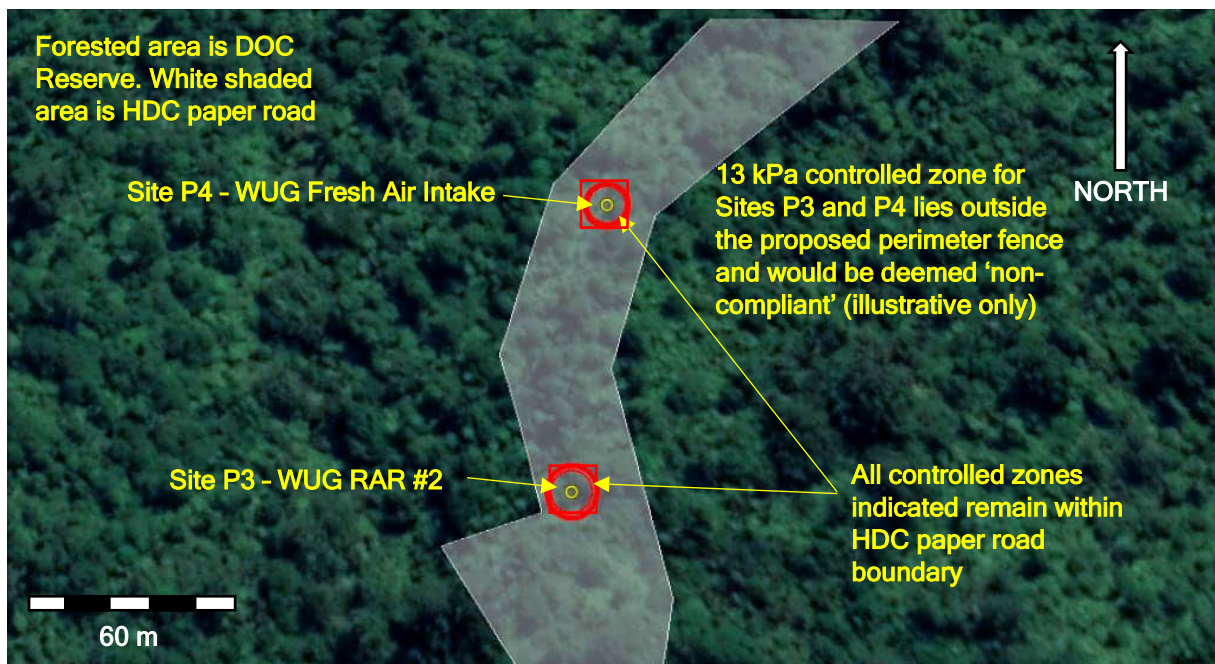 Forested area is DOC
Reserve. White shaded
area is HDC paper road
Site P4 - WUG Fresh Air Intake
13 kPa controlled zone for
Sites P3 and P4 lies outside
the proposed perimeter fence
and would be deemed ‘non-
compliant’ (illustrative only)
NORTH
Site P3 - WUG RAR #2
All controlled zones
indicated remain within
HDC paper road
boundary
60 m